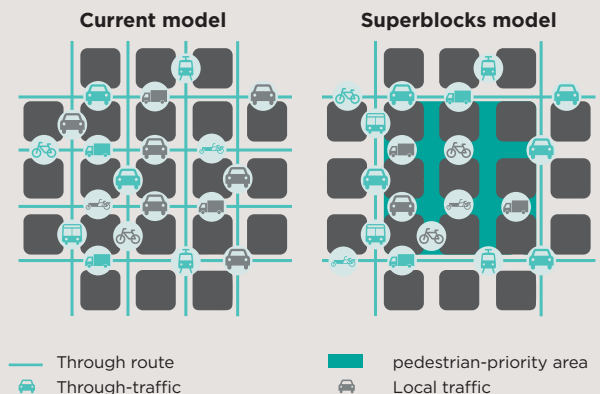 Current model
Superblocks model
Through route
pedestrian-priority area
Through-traffic
Local traffic